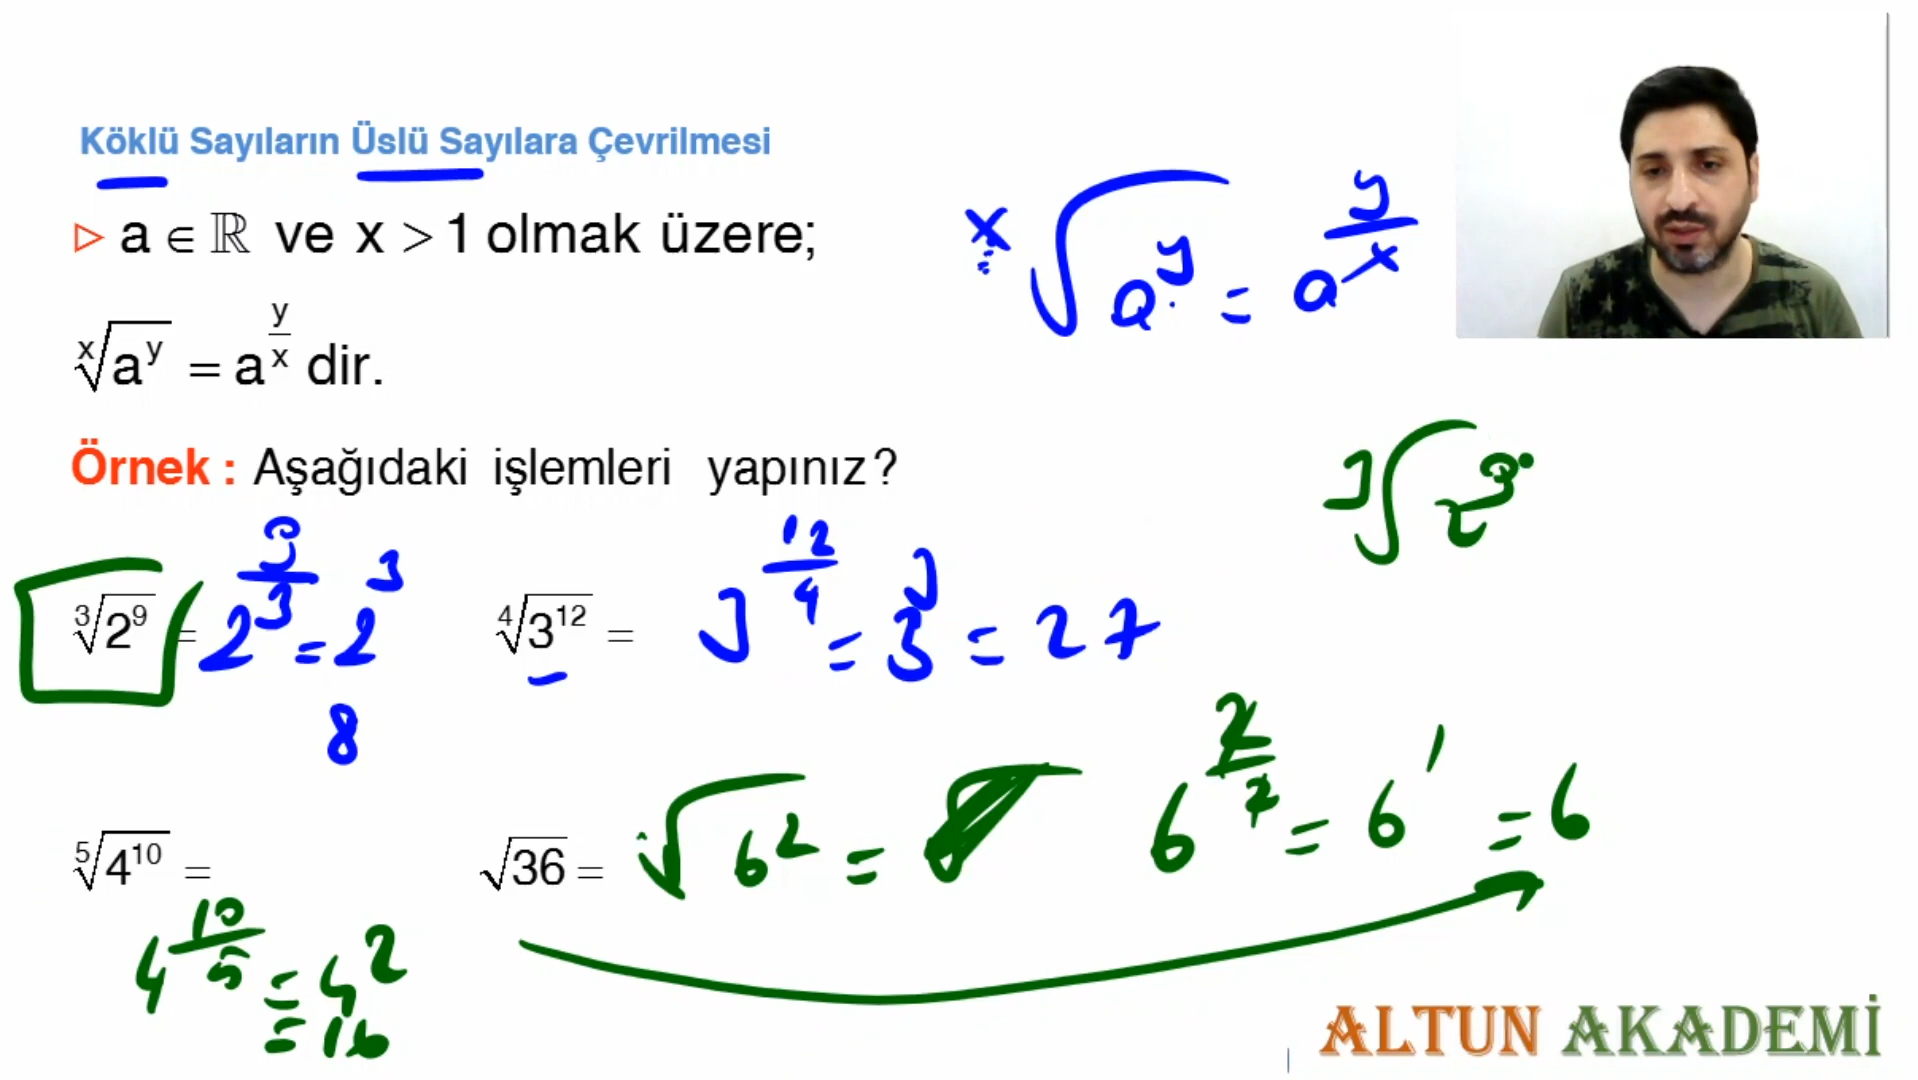 Köklü Sayıların Üslü Sayılara Çevrilmesi
▷ a ∈ ℝ ve x > 1 olmak üzere;
ˣ√a^y = a^(y/x)
ˣ√a^y = a^(y/x) dir.
Örnek : Aşağıdaki işlemleri yapınız?
³√2⁹ = 2^(9/3) = 2³
8
⁴√3¹² = 3^(12/4) = 3³ = 27
⁵√4¹⁰ =
4^(10/5) = 4²
= 16
√36 = √6² = 6^(2/2) = 6¹ = 6
ALTUN AKADEMİ